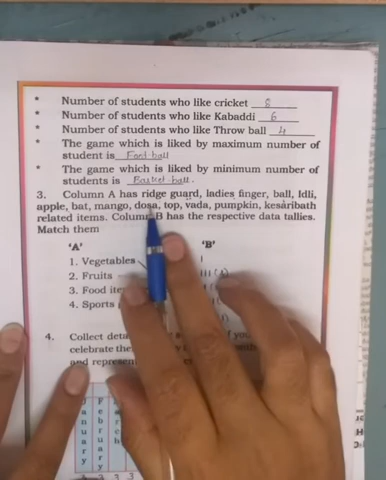 * Number of students who like cricket 8
* Number of students who like Kabaddi 6
* Number of students who like Throw ball 4
* The game which is liked by maximum number of
student is Foot ball
* The game which is liked by minimum number of
students is Basket ball.
3. Column A has ridge guard, ladies finger, ball, Idli,
apple, bat, mango, dosa, top, vada, pumpkin, kesaribath
related items. Column B has the respective data tallies.
Match them
'A' 'B'
1. Vegetables
2. Fruits
3. Food
4. Sports
4. Collect
celebrate
and
January
February